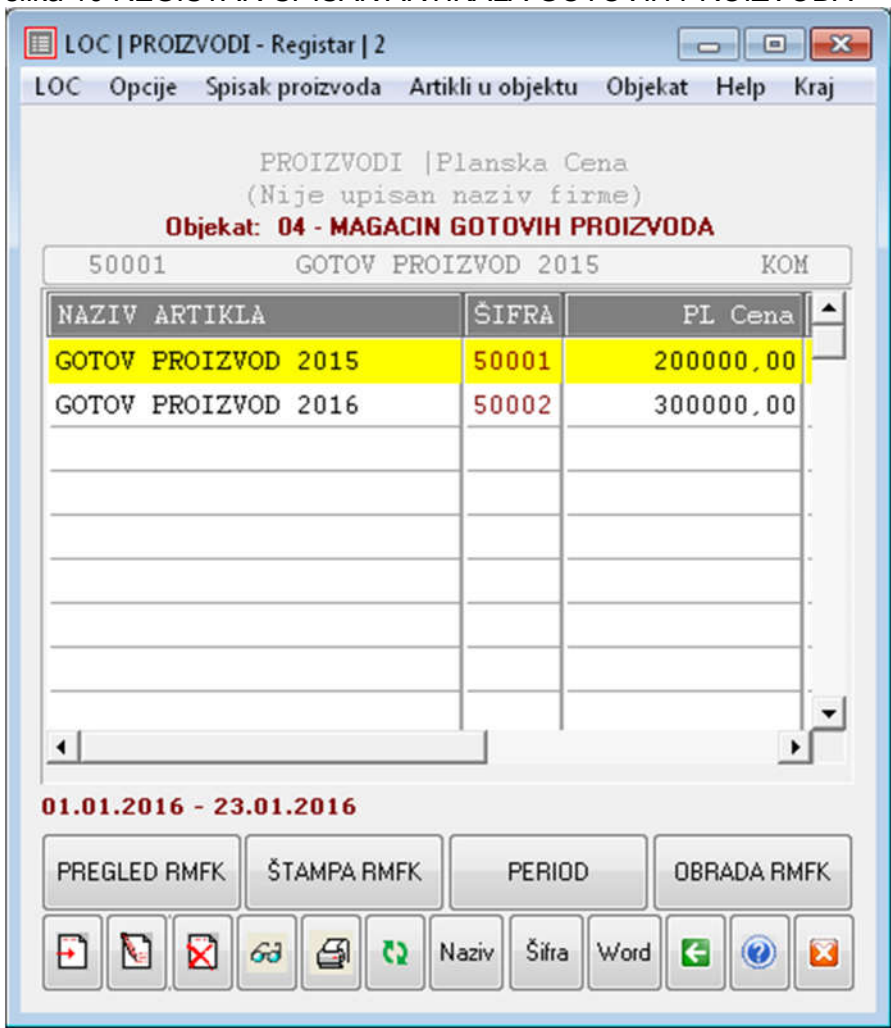 LOC | PROIZVODI - Registar | 2
LOC Opcije Spisak proizvoda Artikli u objektu Objekat Help Kraj
PROIZVODI |Planska Cena
(Nije upisan naziv firme)
Objekat: 04 - MAGACIN GOTOVIH PROIZVODA
50001 GOTOV PROIZVOD 2015 KOM
NAZIV ARTIKLA ŠIFRA PL Cena
GOTOV PROIZVOD 2015 50001 200000,00
GOTOV PROIZVOD 2016 50002 300000,00
01.01.2016 - 23.01.2016
PREGLED RMFK ŠTAMPA RMFK PERIOD OBRADA RMFK
Naziv Šifra Word